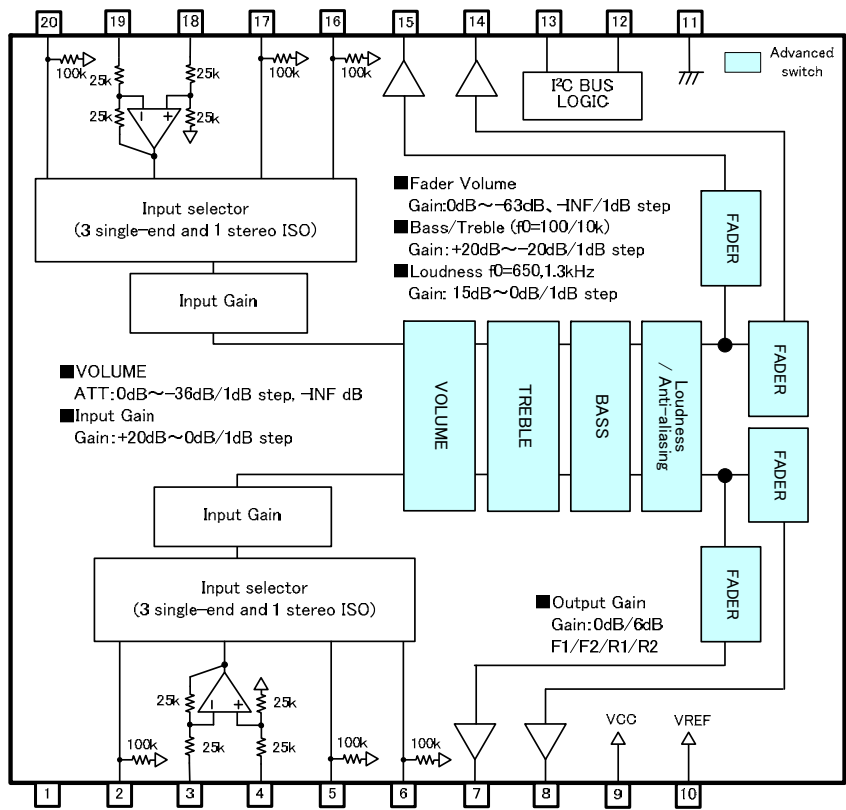 20
19
18
17
16
15
14
13
12
11
100k
25k
25k
25k
25k
100k
100k
− +
I²C BUS
LOGIC
Advanced
switch
Input selector
(3 single-end and 1 stereo ISO)
■Fader Volume
Gain:0dB～−63dB、−INF/1dB step
■Bass/Treble (f0=100/10k)
Gain:+20dB～−20dB/1dB step
■Loudness f0=650,1.3kHz
Gain: 15dB～0dB/1dB step
FADER
Input Gain
■VOLUME
ATT:0dB～−36dB/1dB step, −INF dB
■Input Gain
Gain:+20dB～0dB/1dB step
VOLUME
TREBLE
BASS
Loudness
/ Anti-aliasing
FADER
FADER
Input Gain
Input selector
(3 single-end and 1 stereo ISO)
FADER
■Output Gain
Gain:0dB/6dB
F1/F2/R1/R2
− +
25k
25k
25k
25k
100k
100k
100k
VCC
VREF
1
2
3
4
5
6
7
8
9
10